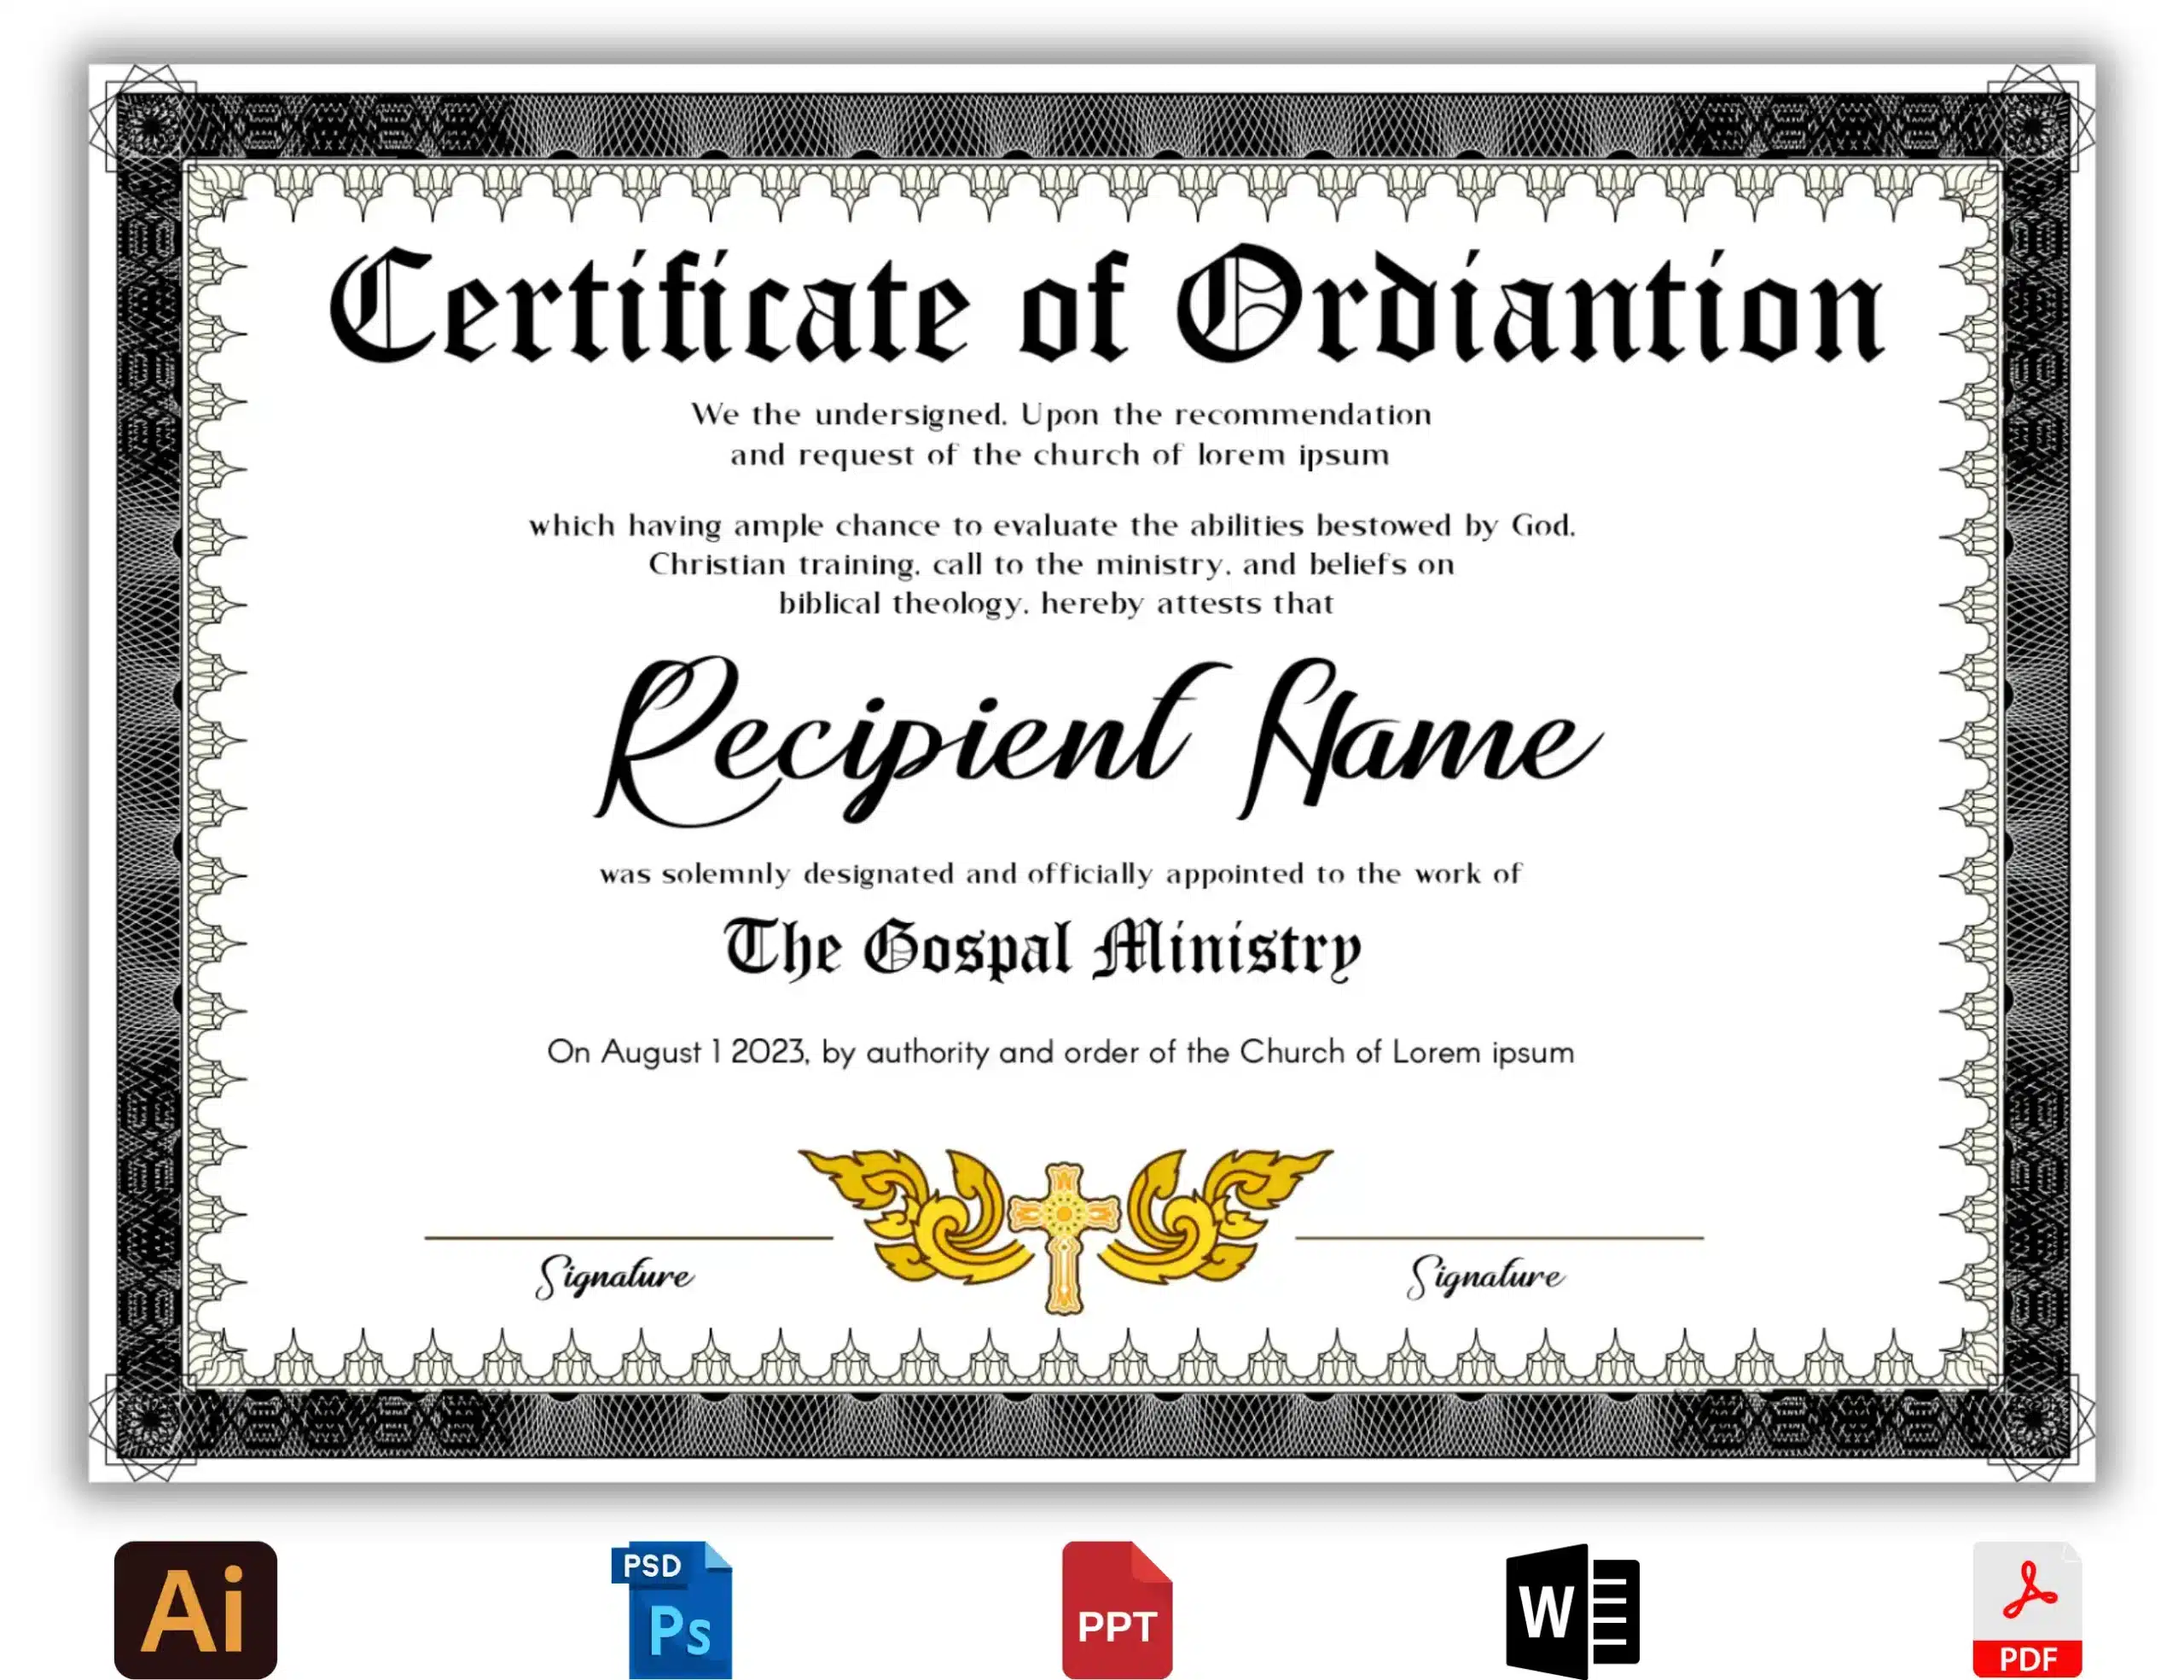 Certificate of Ordiantion
We the undersigned, Upon the recommendation
and request of the church of lorem ipsum
which having ample chance to evaluate the abilities bestowed by God,
Christian training, call to the ministry, and beliefs on
biblical theology, hereby attests that
Recipient Name
was solemnly designated and officially appointed to the work of
The Gospal Ministry
On August 1 2023, by authority and order of the Church of Lorem ipsum
Signature Signature
Ai
PSD
Ps
PPT
W
PDF